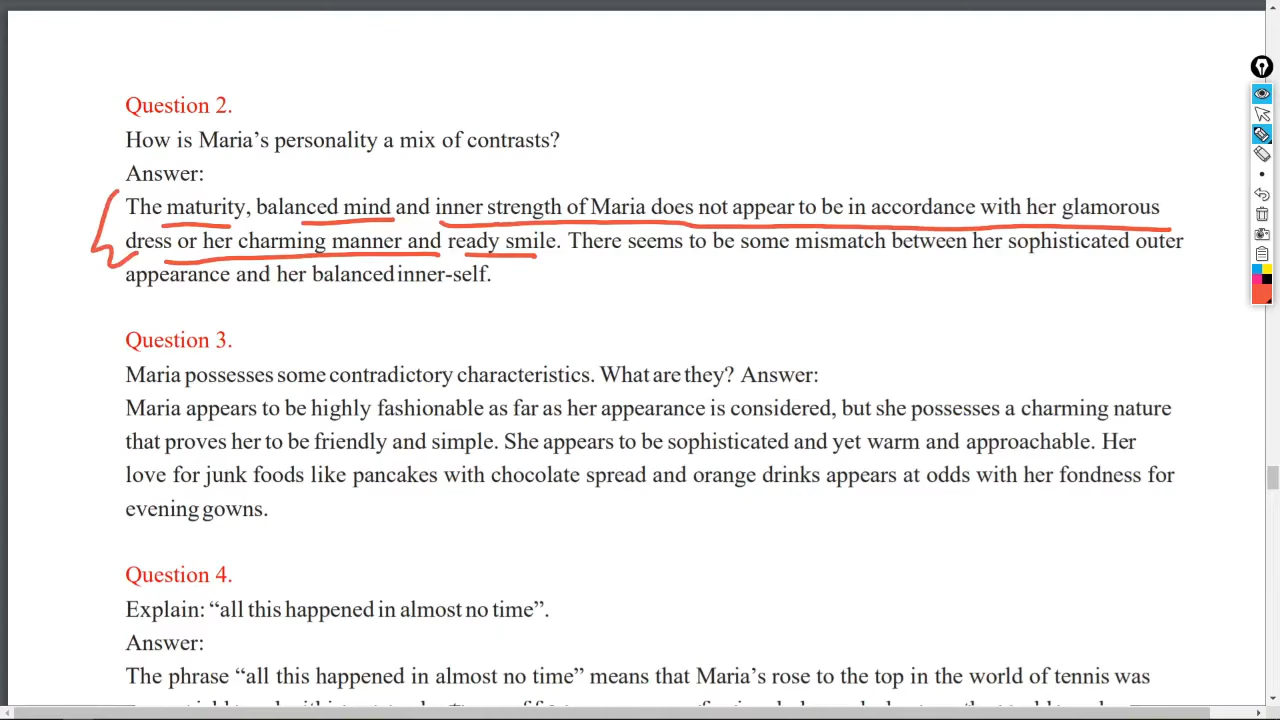 Question 2.
How is Maria’s personality a mix of contrasts?
Answer:
The maturity, balanced mind and inner strength of Maria does not appear to be in accordance with her glamorous
dress or her charming manner and ready smile. There seems to be some mismatch between her sophisticated outer
appearance and her balanced inner-self.
Question 3.
Maria possesses some contradictory characteristics. What are they? Answer:
Maria appears to be highly fashionable as far as her appearance is considered, but she possesses a charming nature
that proves her to be friendly and simple. She appears to be sophisticated and yet warm and approachable. Her
love for junk foods like pancakes with chocolate spread and orange drinks appears at odds with her fondness for
evening gowns.
Question 4.
Explain: “all this happened in almost no time”.
Answer:
The phrase “all this happened in almost no time” means that Maria’s rose to the top in the world of tennis was